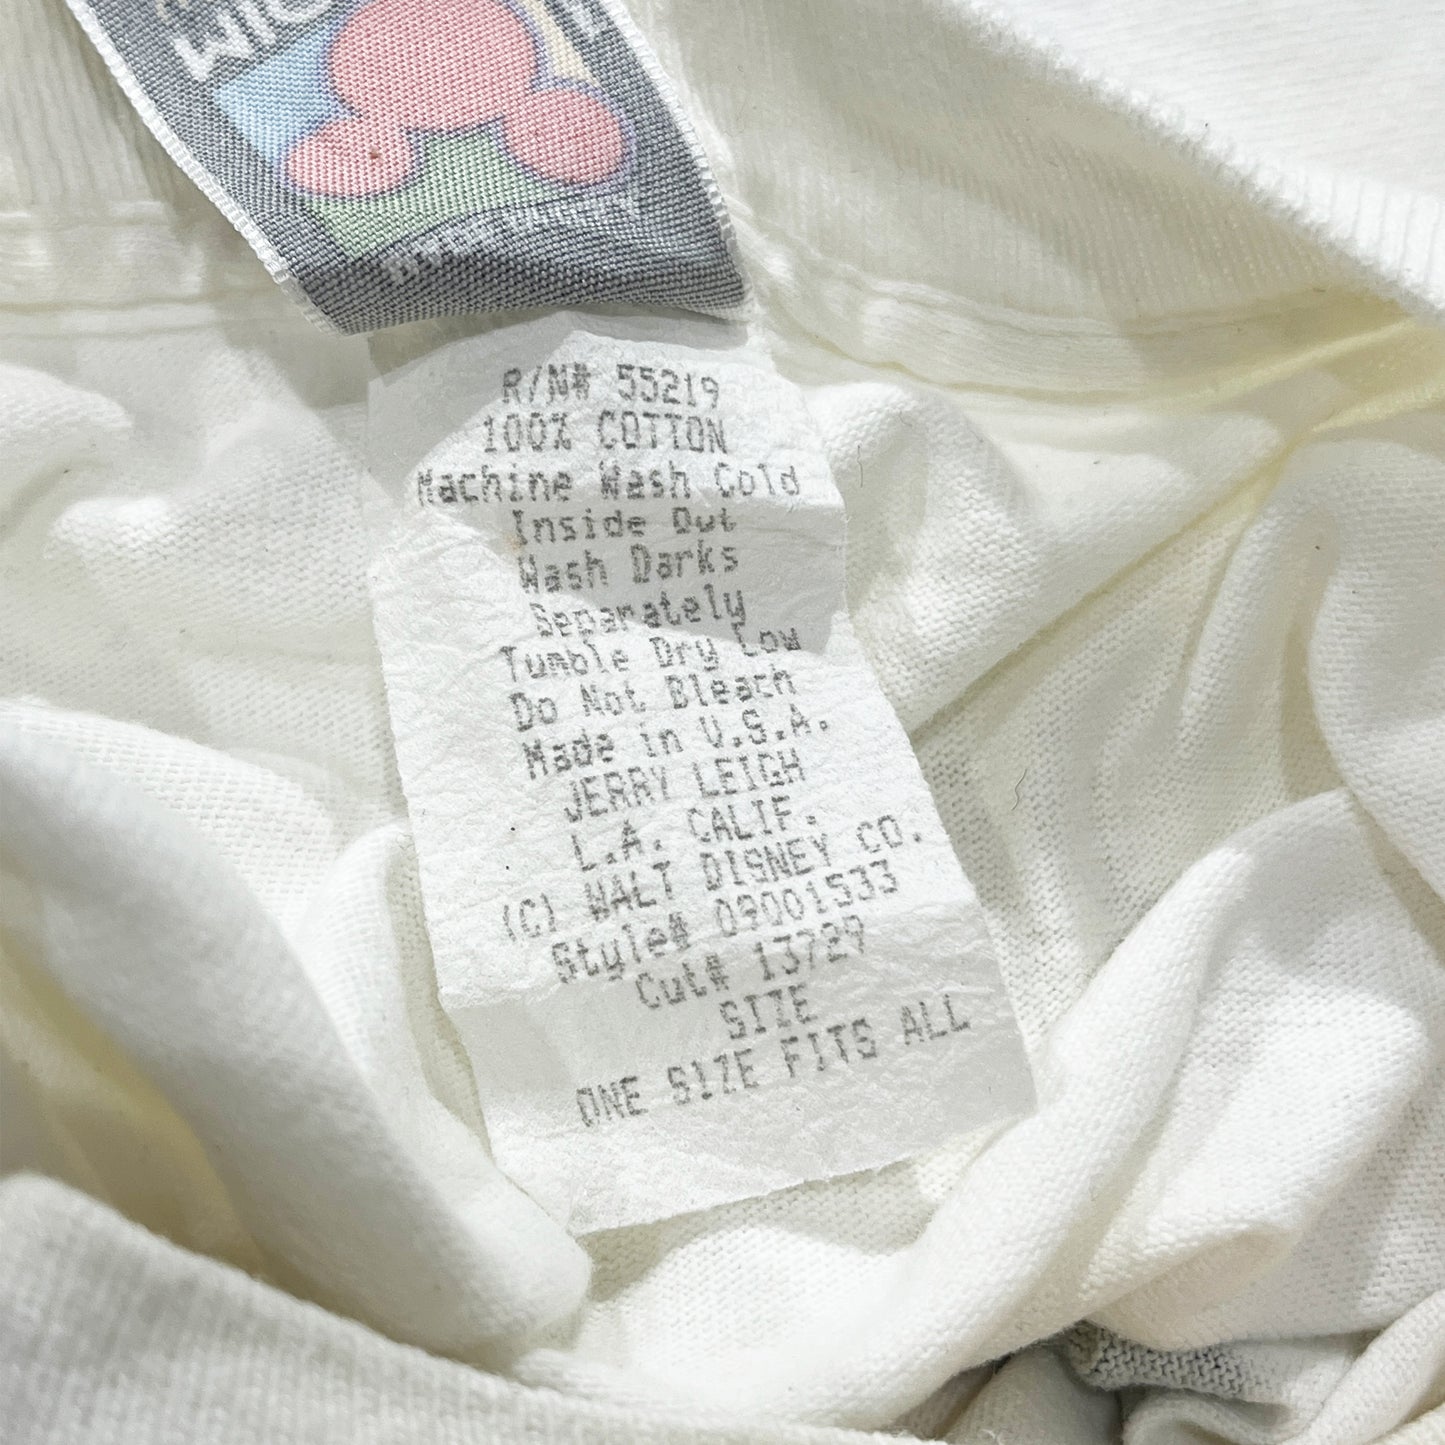 R/N# 55219
100% COTTON
Machine Wash Cold
Inside Out
Wash Darks
Separately
Tumble Dry Low
Do Not Bleach
Made in U.S.A.
JERRY LEIGH
L.A. CALIF.
(C) WALT DISNEY CO.
Style# 09001533
Cut# 13729
SIZE
ONE SIZE FITS ALL